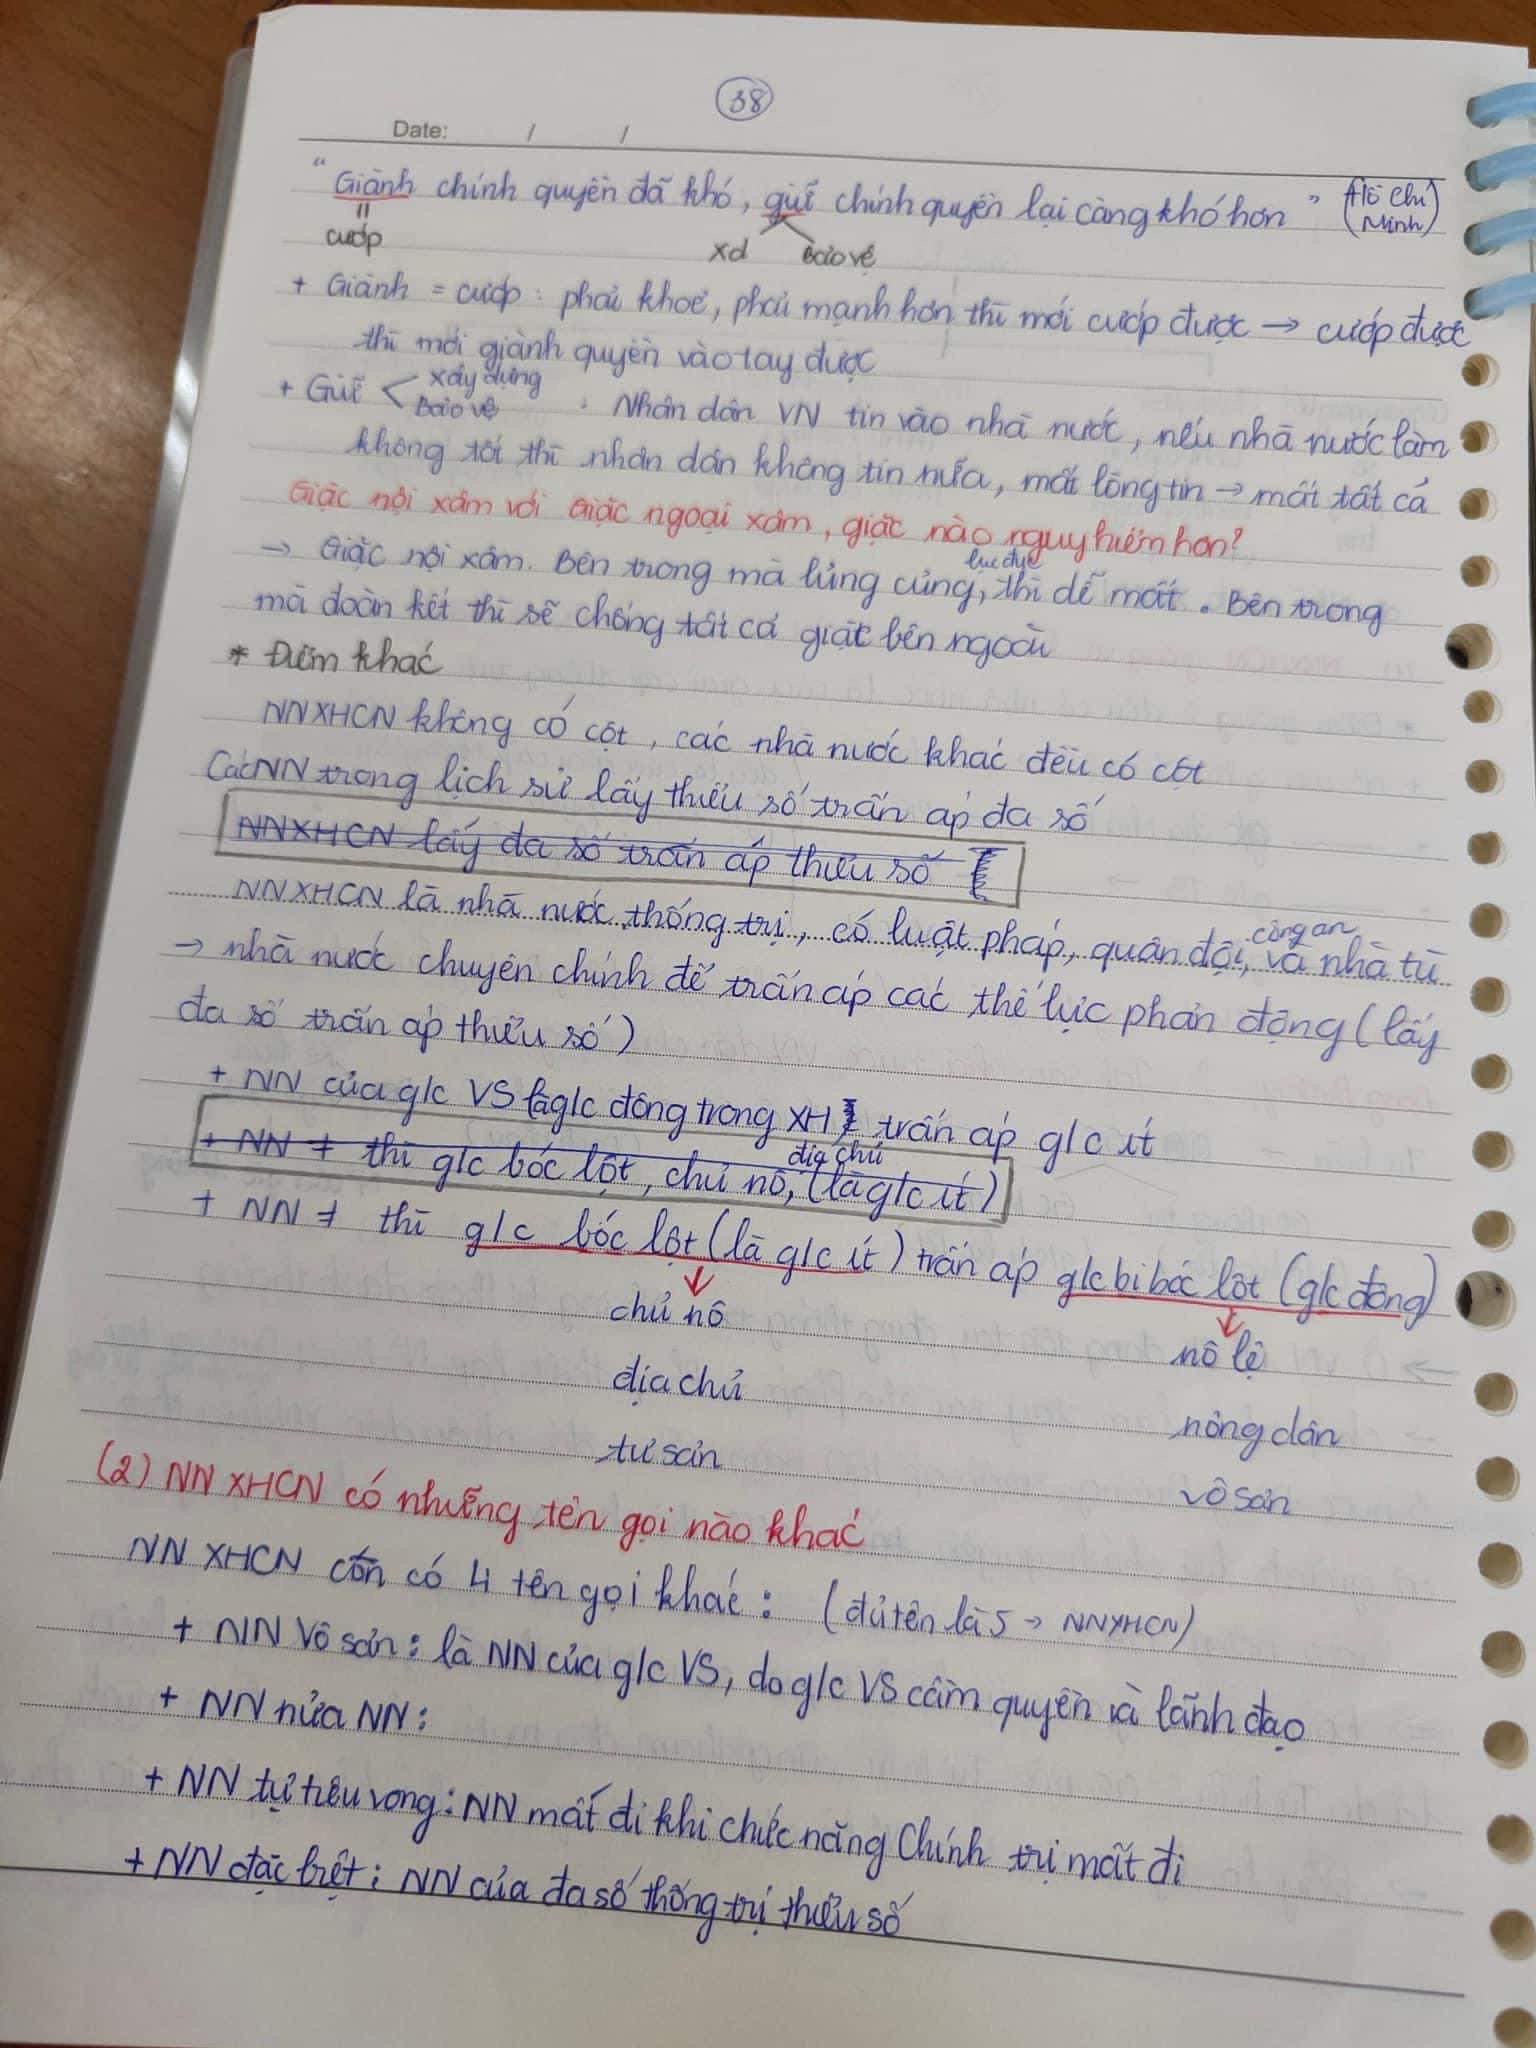 38
Date: / /
"Giành chính quyền đã khó, giữ chính quyền lại càng khó hơn" (Hồ Chí Minh)
= cướp
xd bảo vệ
+ Giành = cướp: phải khoẻ, phải mạnh hơn thì mới cướp được → cướp được
thì mới giành quyền vào tay được
+ Giữ < xây dựng
bảo vệ : Nhân dân VN tin vào nhà nước, nếu nhà nước làm
không tốt thì nhân dân không tin nữa, mất lòng tin → mất tất cả
Giặc nội xâm với giặc ngoại xâm, giặc nào nguy hiểm hơn?
→ Giặc nội xâm. Bên trong mà lủng củng, lục đục thì dễ mất. Bên trong
mà đoàn kết thì sẽ chống tất cả giặc bên ngoài
* Điểm khác
NNXHCN không có cột, các nhà nước khác đều có cột
Các NN trong lịch sử lấy thiểu số trấn áp đa số
NNXHCN lấy đa số trấn áp thiểu số
NNXHCN là nhà nước thống trị, có luật pháp, quân đội, công an và nhà tù
→ nhà nước chuyên chính để trấn áp các thế lực phản động (lấy
đa số trấn áp thiểu số)
+ NN của g/c VS là g/c đông trong XH, trấn áp g/c ít
+ NN ≠ thì g/c bóc lột, chủ nô, địa chủ (là g/c ít)
+ NN ≠ thì g/c bóc lột (là g/c ít) trấn áp g/c bị bóc lột (g/c đông)
chủ nô nô lệ
địa chủ nông dân
tư sản vô sản
(2) NN XHCN có những tên gọi nào khác
NN XHCN còn có 4 tên gọi khác: (đủ tên là 5 → NNXHCN)
+ NN Vô sản: là NN của g/c VS, do g/c VS cầm quyền và lãnh đạo
+ NN nửa NN:
+ NN tự tiêu vong: NN mất đi khi chức năng Chính trị mất đi
+ NN đặc biệt: NN của đa số thống trị thiểu số